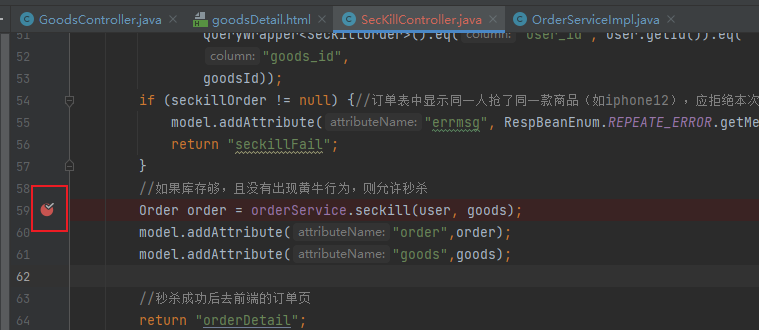 GoodsController.java × goodsDetail.html × SecKillController.java × OrderServiceImpl.java
51 QueryWrapper<SeckillOrder>().eq( "user_id", user.getId()).eq(
52 column: "goods_id",
53 goodsId));
54 if (seckillOrder != null) {//订单表中显示同一人抢了同一款商品（如iphone12），应拒绝本次
55 model.addAttribute( attributeName: "errmsg", RespBeanEnum.REPEATE_ERROR.getMe
56 return "seckillFail";
57 }
58 //如果库存够，且没有出现黄牛行为，则允许秒杀
59 Order order = orderService.seckill(user, goods);
60 model.addAttribute( attributeName: "order",order);
61 model.addAttribute( attributeName: "goods",goods);
62
63 //秒杀成功后去前端的订单页
64 return "orderDetail";